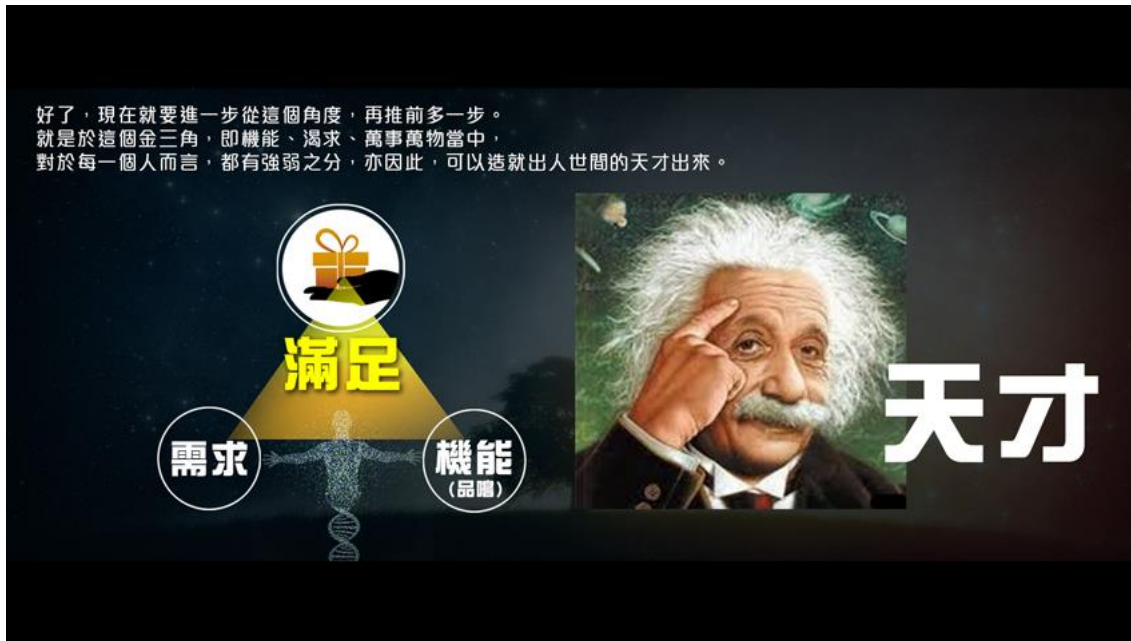 好了，現在就要進一步從這個角度，再推前多一步。
就是於這個金三角，即機能、渴求、萬事萬物當中，
對於每一個人而言，都有強弱之分，亦因此，可以造就出人世間的天才出來。
滿足
需求
機能
(品嚐)
天才